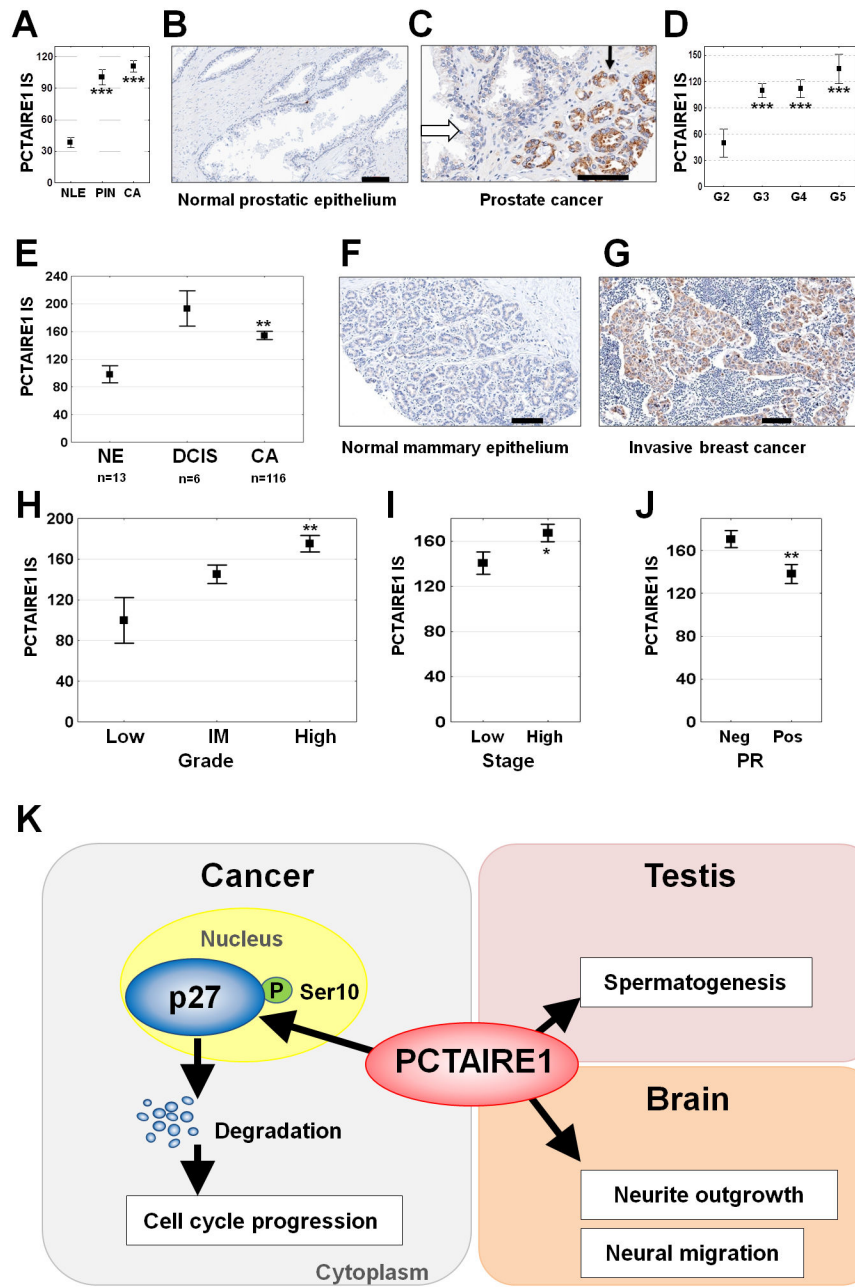 A
PCTAIRE1 IS
120
90
60
30
0
***
***
NLE PIN CA
B
Normal prostatic epithelium
C
Prostate cancer
D
PCTAIRE1 IS
150
120
90
60
30
0
***
***
***
G2 G3 G4 G5
E
PCTAIRE1 IS
240
200
160
120
80
40
0
**
NE DCIS CA
n=13 n=6 n=116
F
Normal mammary epithelium
G
Invasive breast cancer
H
PCTAIRE1 IS
200
160
120
80
40
0
**
Low IM High
Grade
I
PCTAIRE1 IS
160
140
80
40
0
*
Low High
Stage
J
PCTAIRE1 IS
160
140
80
40
0
**
Neg Pos
PR
K
Cancer
Nucleus
p27
P
Ser10
Degradation
Cell cycle progression
Cytoplasm
PCTAIRE1
Testis
Spermatogenesis
Brain
Neurite outgrowth
Neural migration